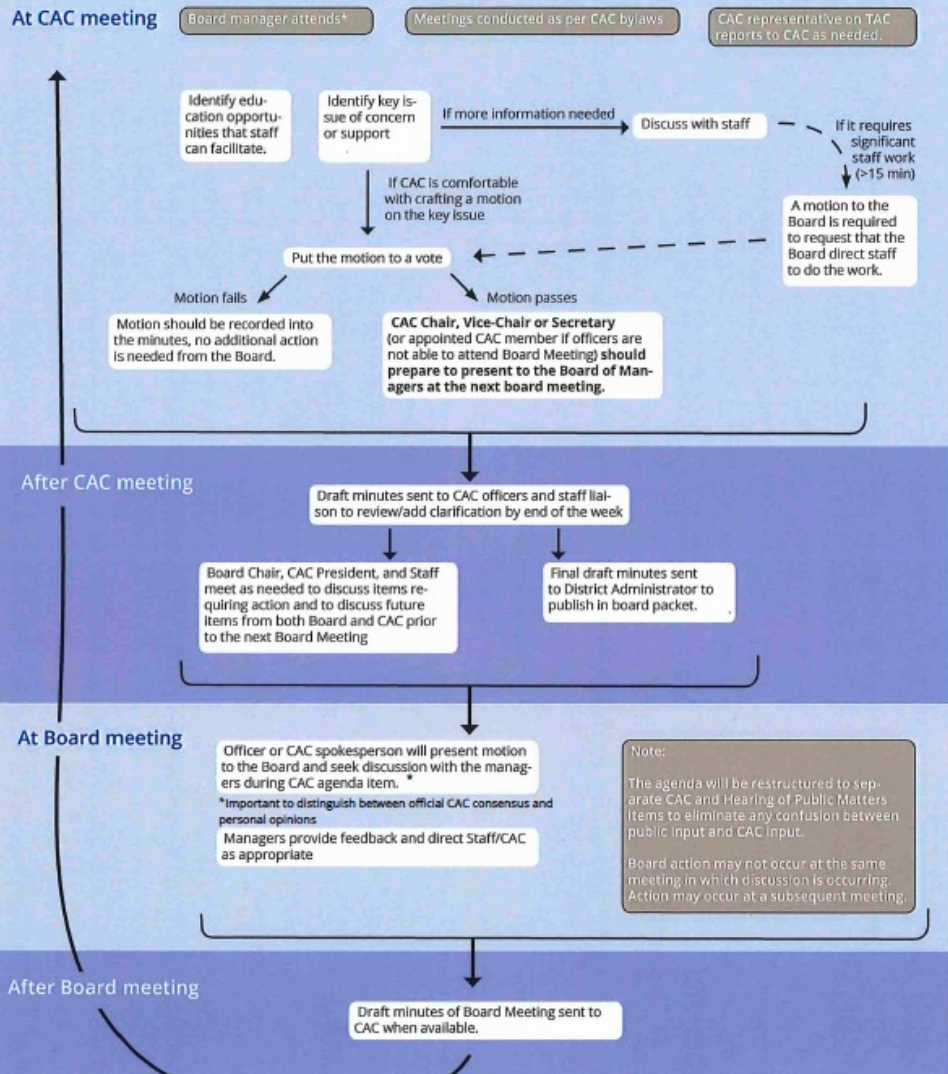 At CAC meeting
Board manager attends*
Meetings conducted as per CAC bylaws
CAC representative on TAC
reports to CAC as needed.
Identify edu-
cation opportu-
nities that staff
can facilitate.
Identify key is-
sue of concern
or support
If more information needed
Discuss with staff
If it requires
significant
staff work
(>15 min)
If CAC is comfortable
with crafting a motion
on the key issue
A motion to the
Board is required
to request that the
Board direct staff
to do the work.
Put the motion to a vote
Motion fails
Motion passes
Motion should be recorded into
the minutes, no additional action
is needed from the Board.
CAC Chair, Vice-Chair or Secretary
(or appointed CAC member if officers are
not able to attend Board Meeting) should
prepare to present to the Board of Man-
agers at the next board meeting.
After CAC meeting
Draft minutes sent to CAC officers and staff liai-
son to review/add clarification by end of the week
Board Chair, CAC President, and Staff
meet as needed to discuss items re-
quiring action and to discuss future
items from both Board and CAC prior
to the next Board Meeting
Final draft minutes sent
to District Administrator to
publish in board packet.
At Board meeting
Officer or CAC spokesperson will present motion
to the Board and seek discussion with the manag-
ers during CAC agenda item. *
*Important to distinguish between official CAC consensus and
personal opinions
Managers provide feedback and direct Staff/CAC
as appropriate
Note:
The agenda will be restructured to sep-
arate CAC and Hearing of Public Matters
items to eliminate any confusion between
public input and CAC input.
Board action may not occur at the same
meeting in which discussion is occurring.
Action may occur at a subsequent meeting.
After Board meeting
Draft minutes of Board Meeting sent to
CAC when available.